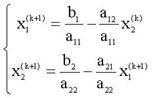 x₁⁽ᵏ⁺¹⁾ = b₁/a₁₁ − a₁₂/a₁₁ x₂⁽ᵏ⁾
x₂⁽ᵏ⁺¹⁾ = b₂/a₂₂ − a₂₁/a₂₂ x₁⁽ᵏ⁺¹⁾